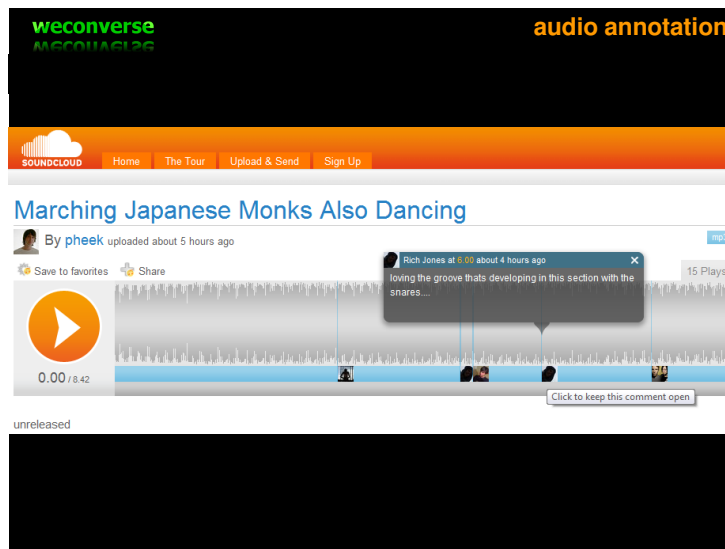 weconverse
audio annotation
SOUNDCLOUD
Home The Tour Upload & Send Sign Up
Marching Japanese Monks Also Dancing
By pheek uploaded about 5 hours ago
mp3
Rich Jones at 6.00 about 4 hours ago
Save to favorites Share
15 Plays
loving the groove thats developing in this section with the
snares....
0.00 / 8.42
Click to keep this comment open
unreleased